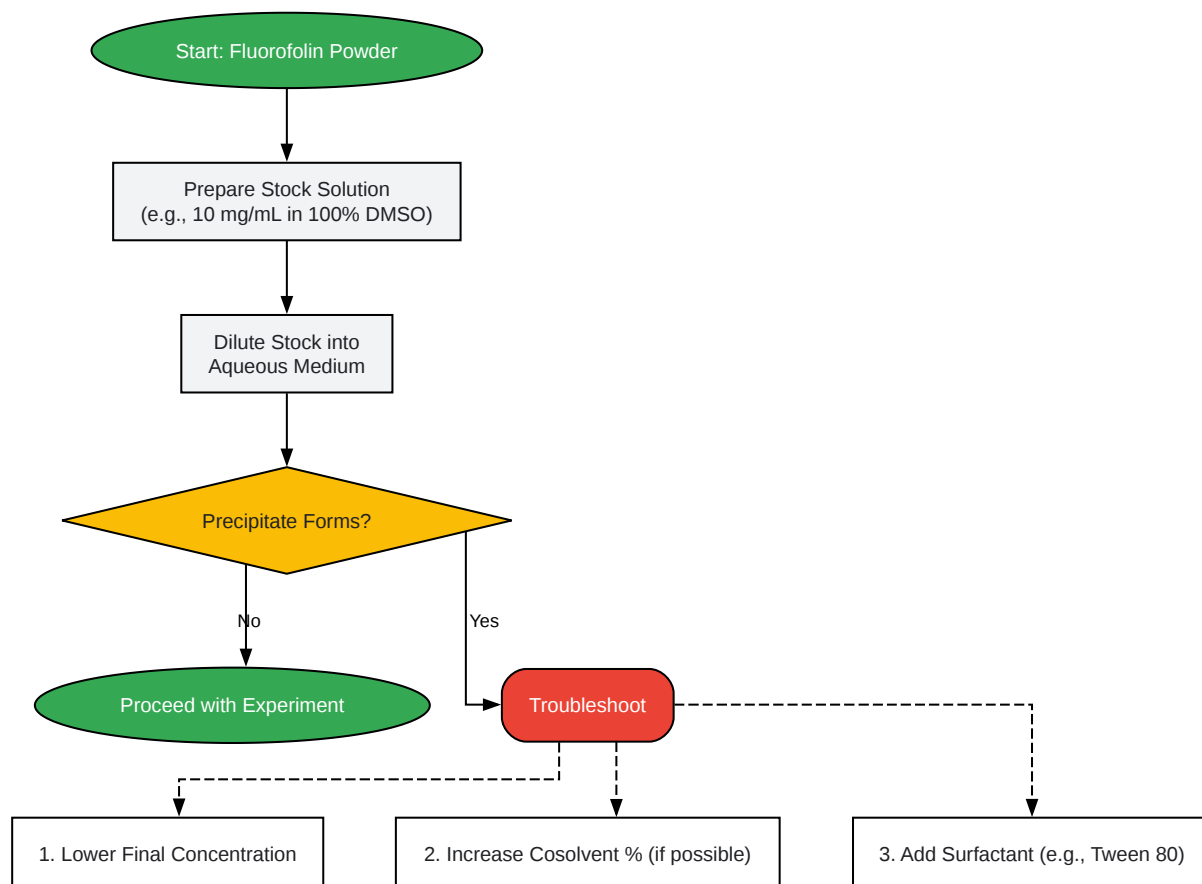 Start: Fluorofolin Powder
Prepare Stock Solution
(e.g., 10 mg/mL in 100% DMSO)
Dilute Stock into
Aqueous Medium
Precipitate Forms?
No
Yes
Proceed with Experiment
Troubleshoot
1. Lower Final Concentration
2. Increase Cosolvent % (if possible)
3. Add Surfactant (e.g., Tween 80)